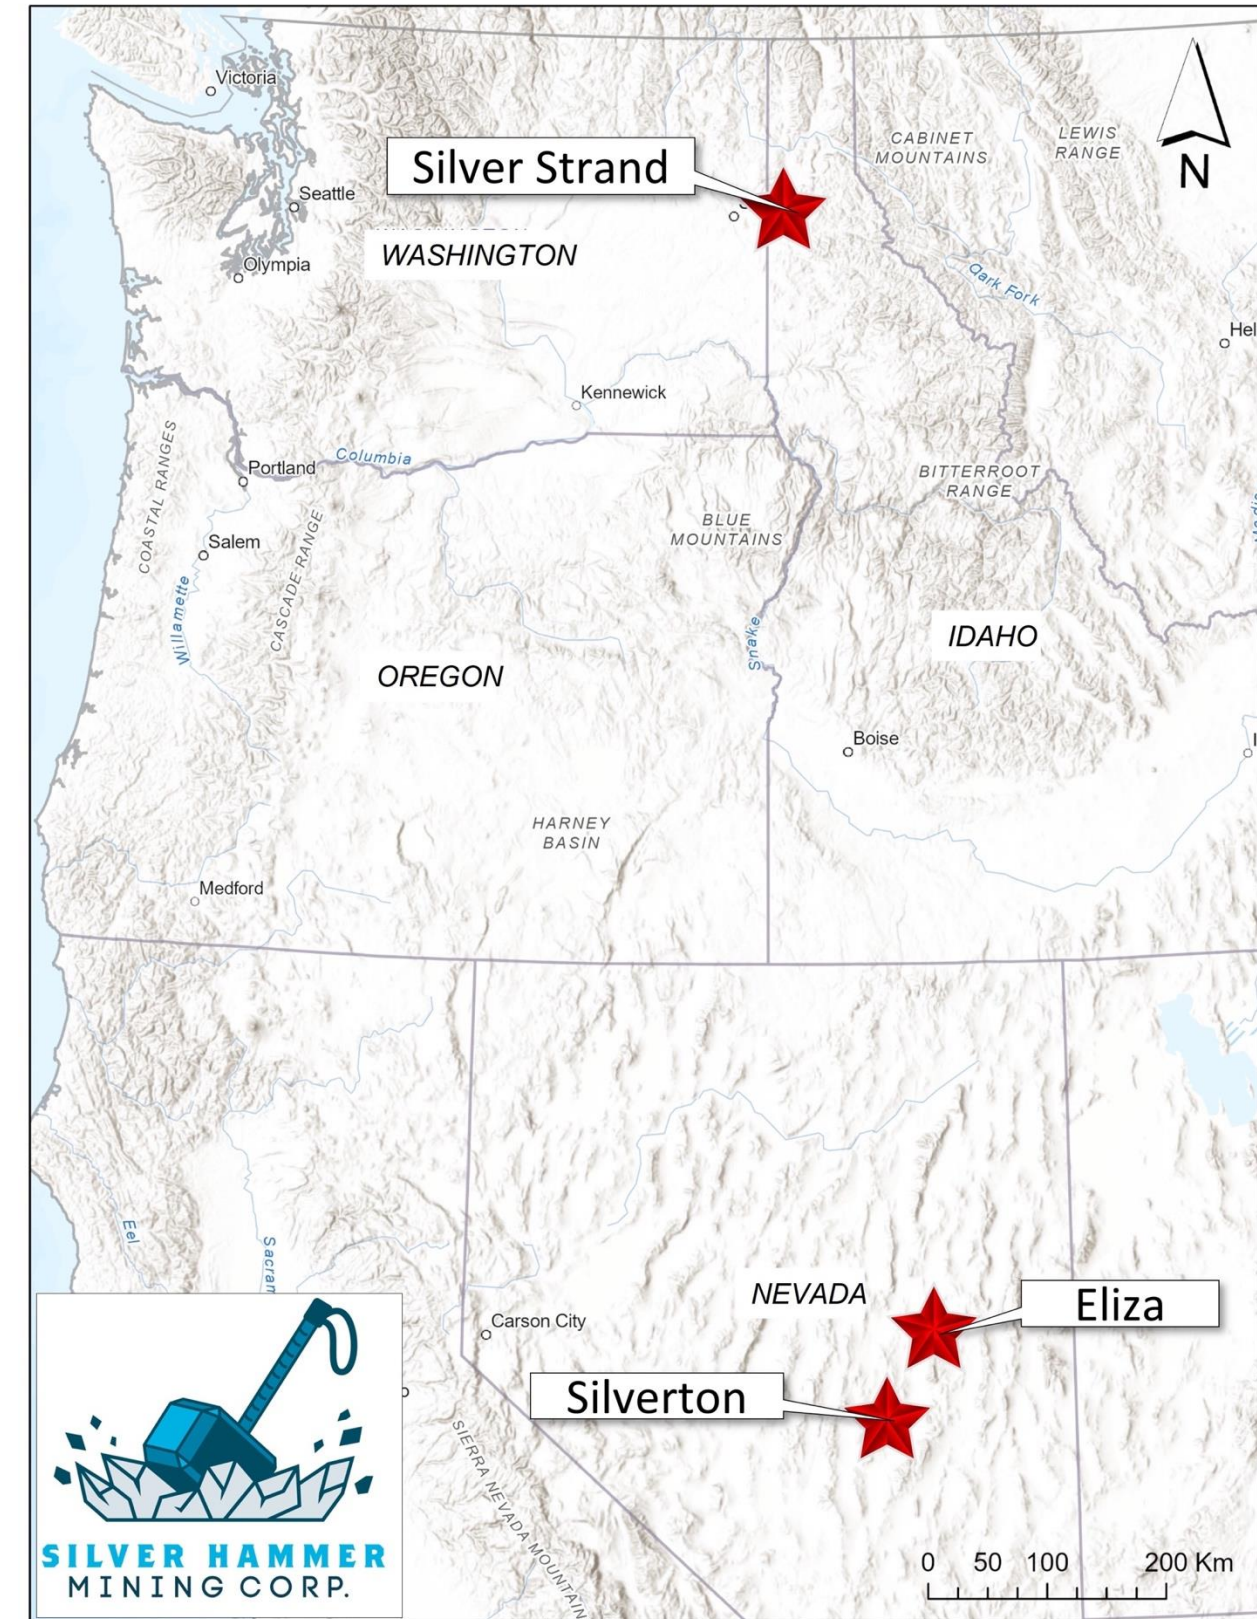 Victoria
CABINET
MOUNTAINS
LEWIS
RANGE
N
Silver Strand
Seattle
WASHINGTON
Olympia
Clark Fork
Hel
Kennewick
COASTAL RANGES
Columbia
Portland
BITTERROOT
RANGE
BLUE
MOUNTAINS
Salem
CASCADE RANGE
Willamette
Snake
IDAHO
OREGON
Boise
I
HARNEY
BASIN
Medford
Eel
Sacram
NEVADA
Eliza
Carson City
Silverton
SIERRA NEVADA MOUNTAIN
SILVER HAMMER
MINING CORP.
0 50 100 200 Km